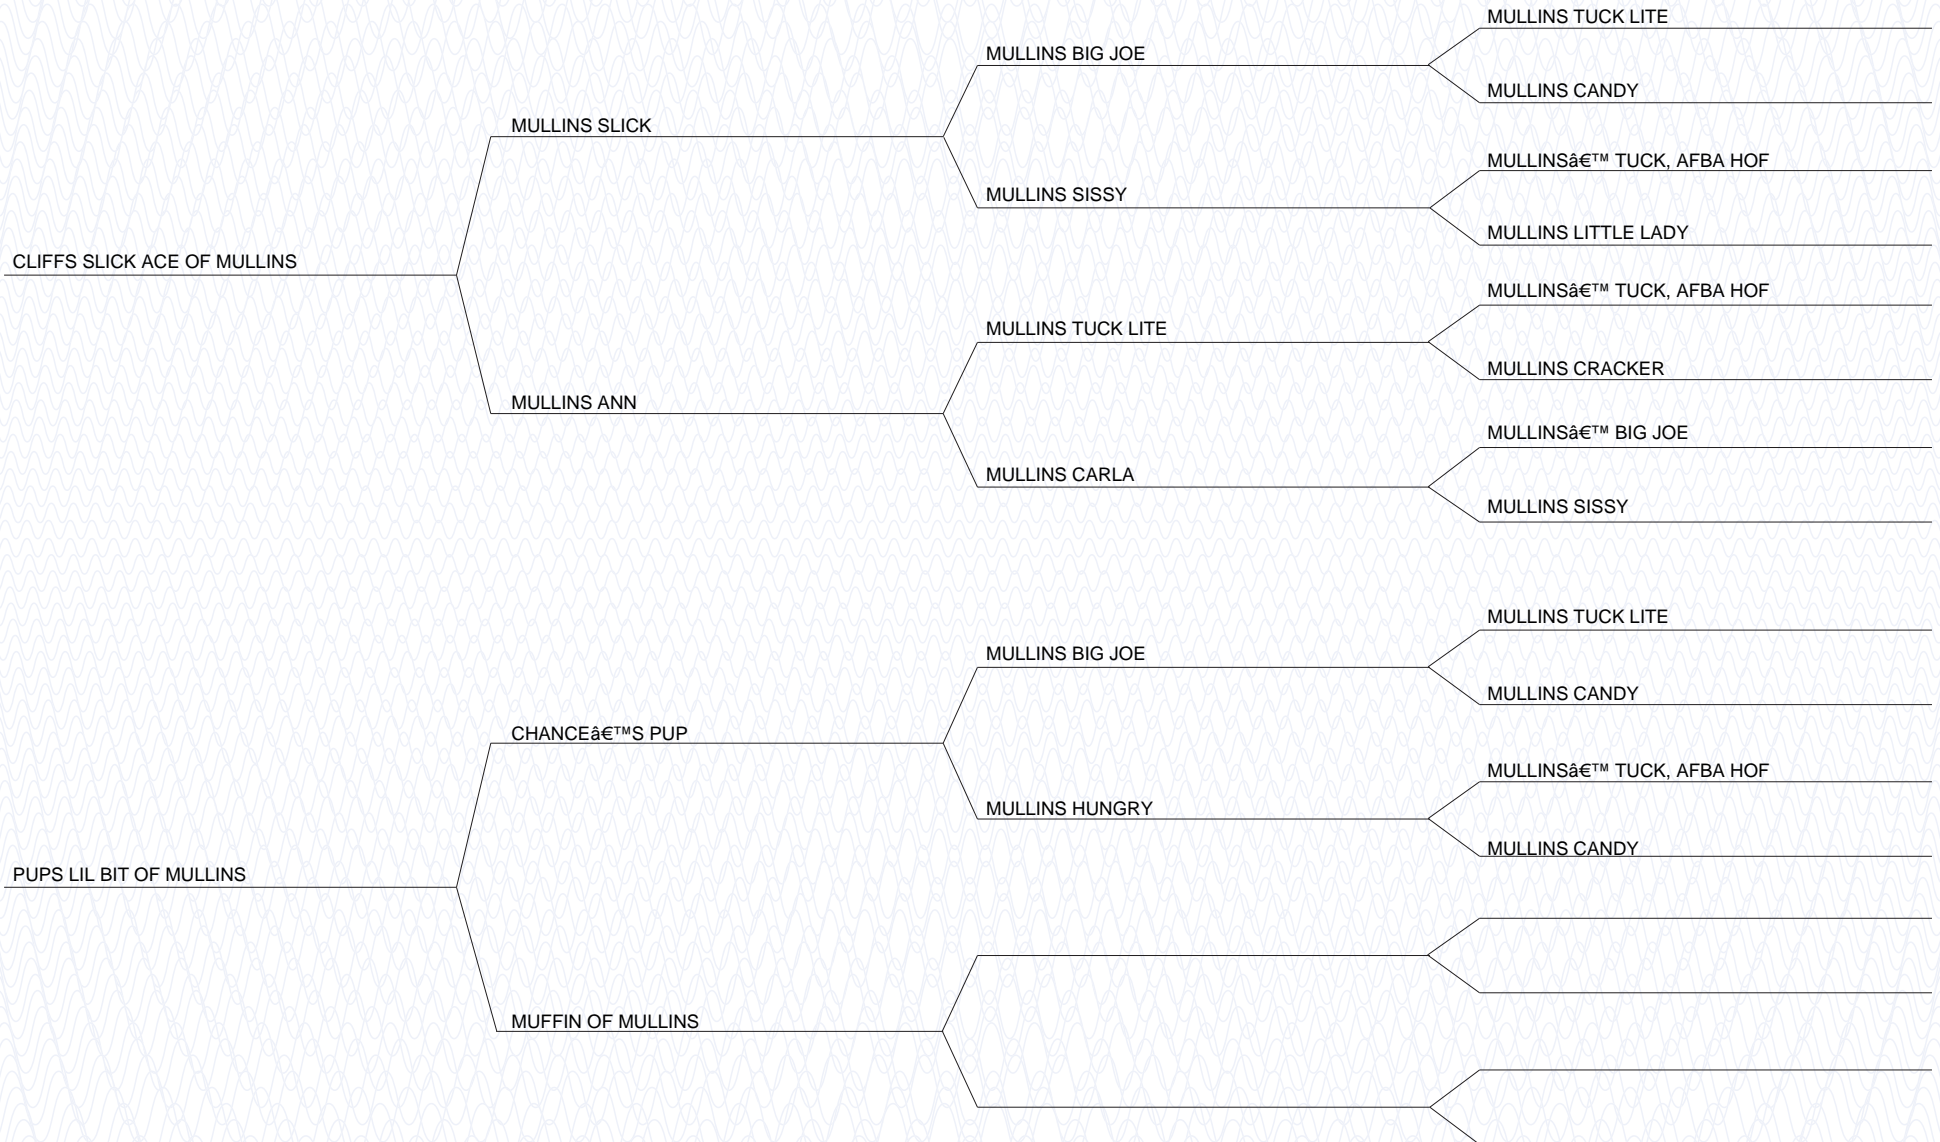 MULLINS TUCK LITE
MULLINS BIG JOE
MULLINS CANDY
MULLINS SLICK
MULLINSâ€™ TUCK, AFBA HOF
MULLINS SISSY
MULLINS LITTLE LADY
CLIFFS SLICK ACE OF MULLINS
MULLINSâ€™ TUCK, AFBA HOF
MULLINS TUCK LITE
MULLINS CRACKER
MULLINS ANN
MULLINSâ€™ BIG JOE
MULLINS CARLA
MULLINS SISSY
MULLINS TUCK LITE
MULLINS BIG JOE
MULLINS CANDY
CHANCEâ€™S PUP
MULLINSâ€™ TUCK, AFBA HOF
MULLINS HUNGRY
MULLINS CANDY
PUPS LIL BIT OF MULLINS
MUFFIN OF MULLINS